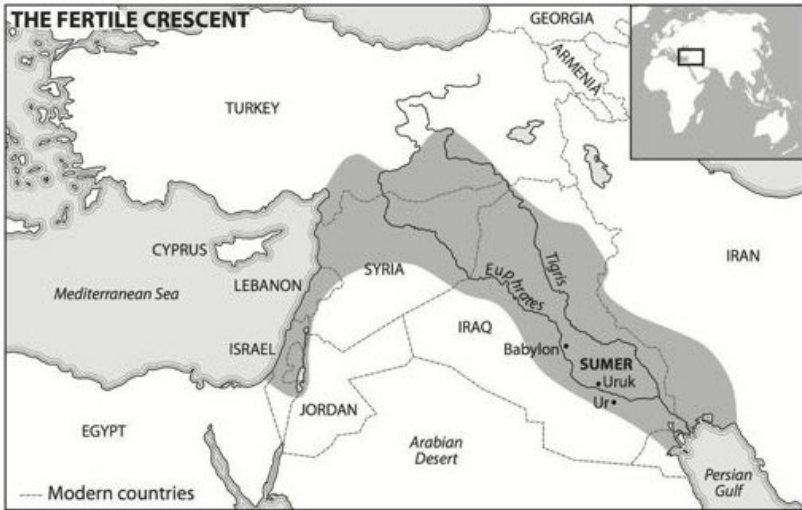 THE FERTILE CRESCENT
GEORGIA
ARMENIA
TURKEY
CYPRUS
Mediterranean Sea
LEBANON
SYRIA
IRAN
Euphrates
Tigris
ISRAEL
IRAQ
Babylon
SUMER
Uruk
Ur
JORDAN
EGYPT
Arabian
Desert
Persian
Gulf
Modern countries